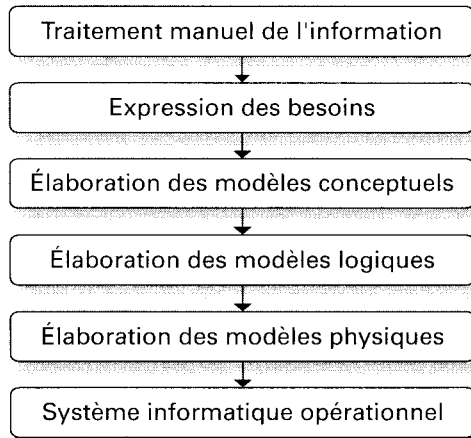 Traitement manuel de l'information
Expression des besoins
Élaboration des modèles conceptuels
Élaboration des modèles logiques
Élaboration des modèles physiques
Système informatique opérationnel